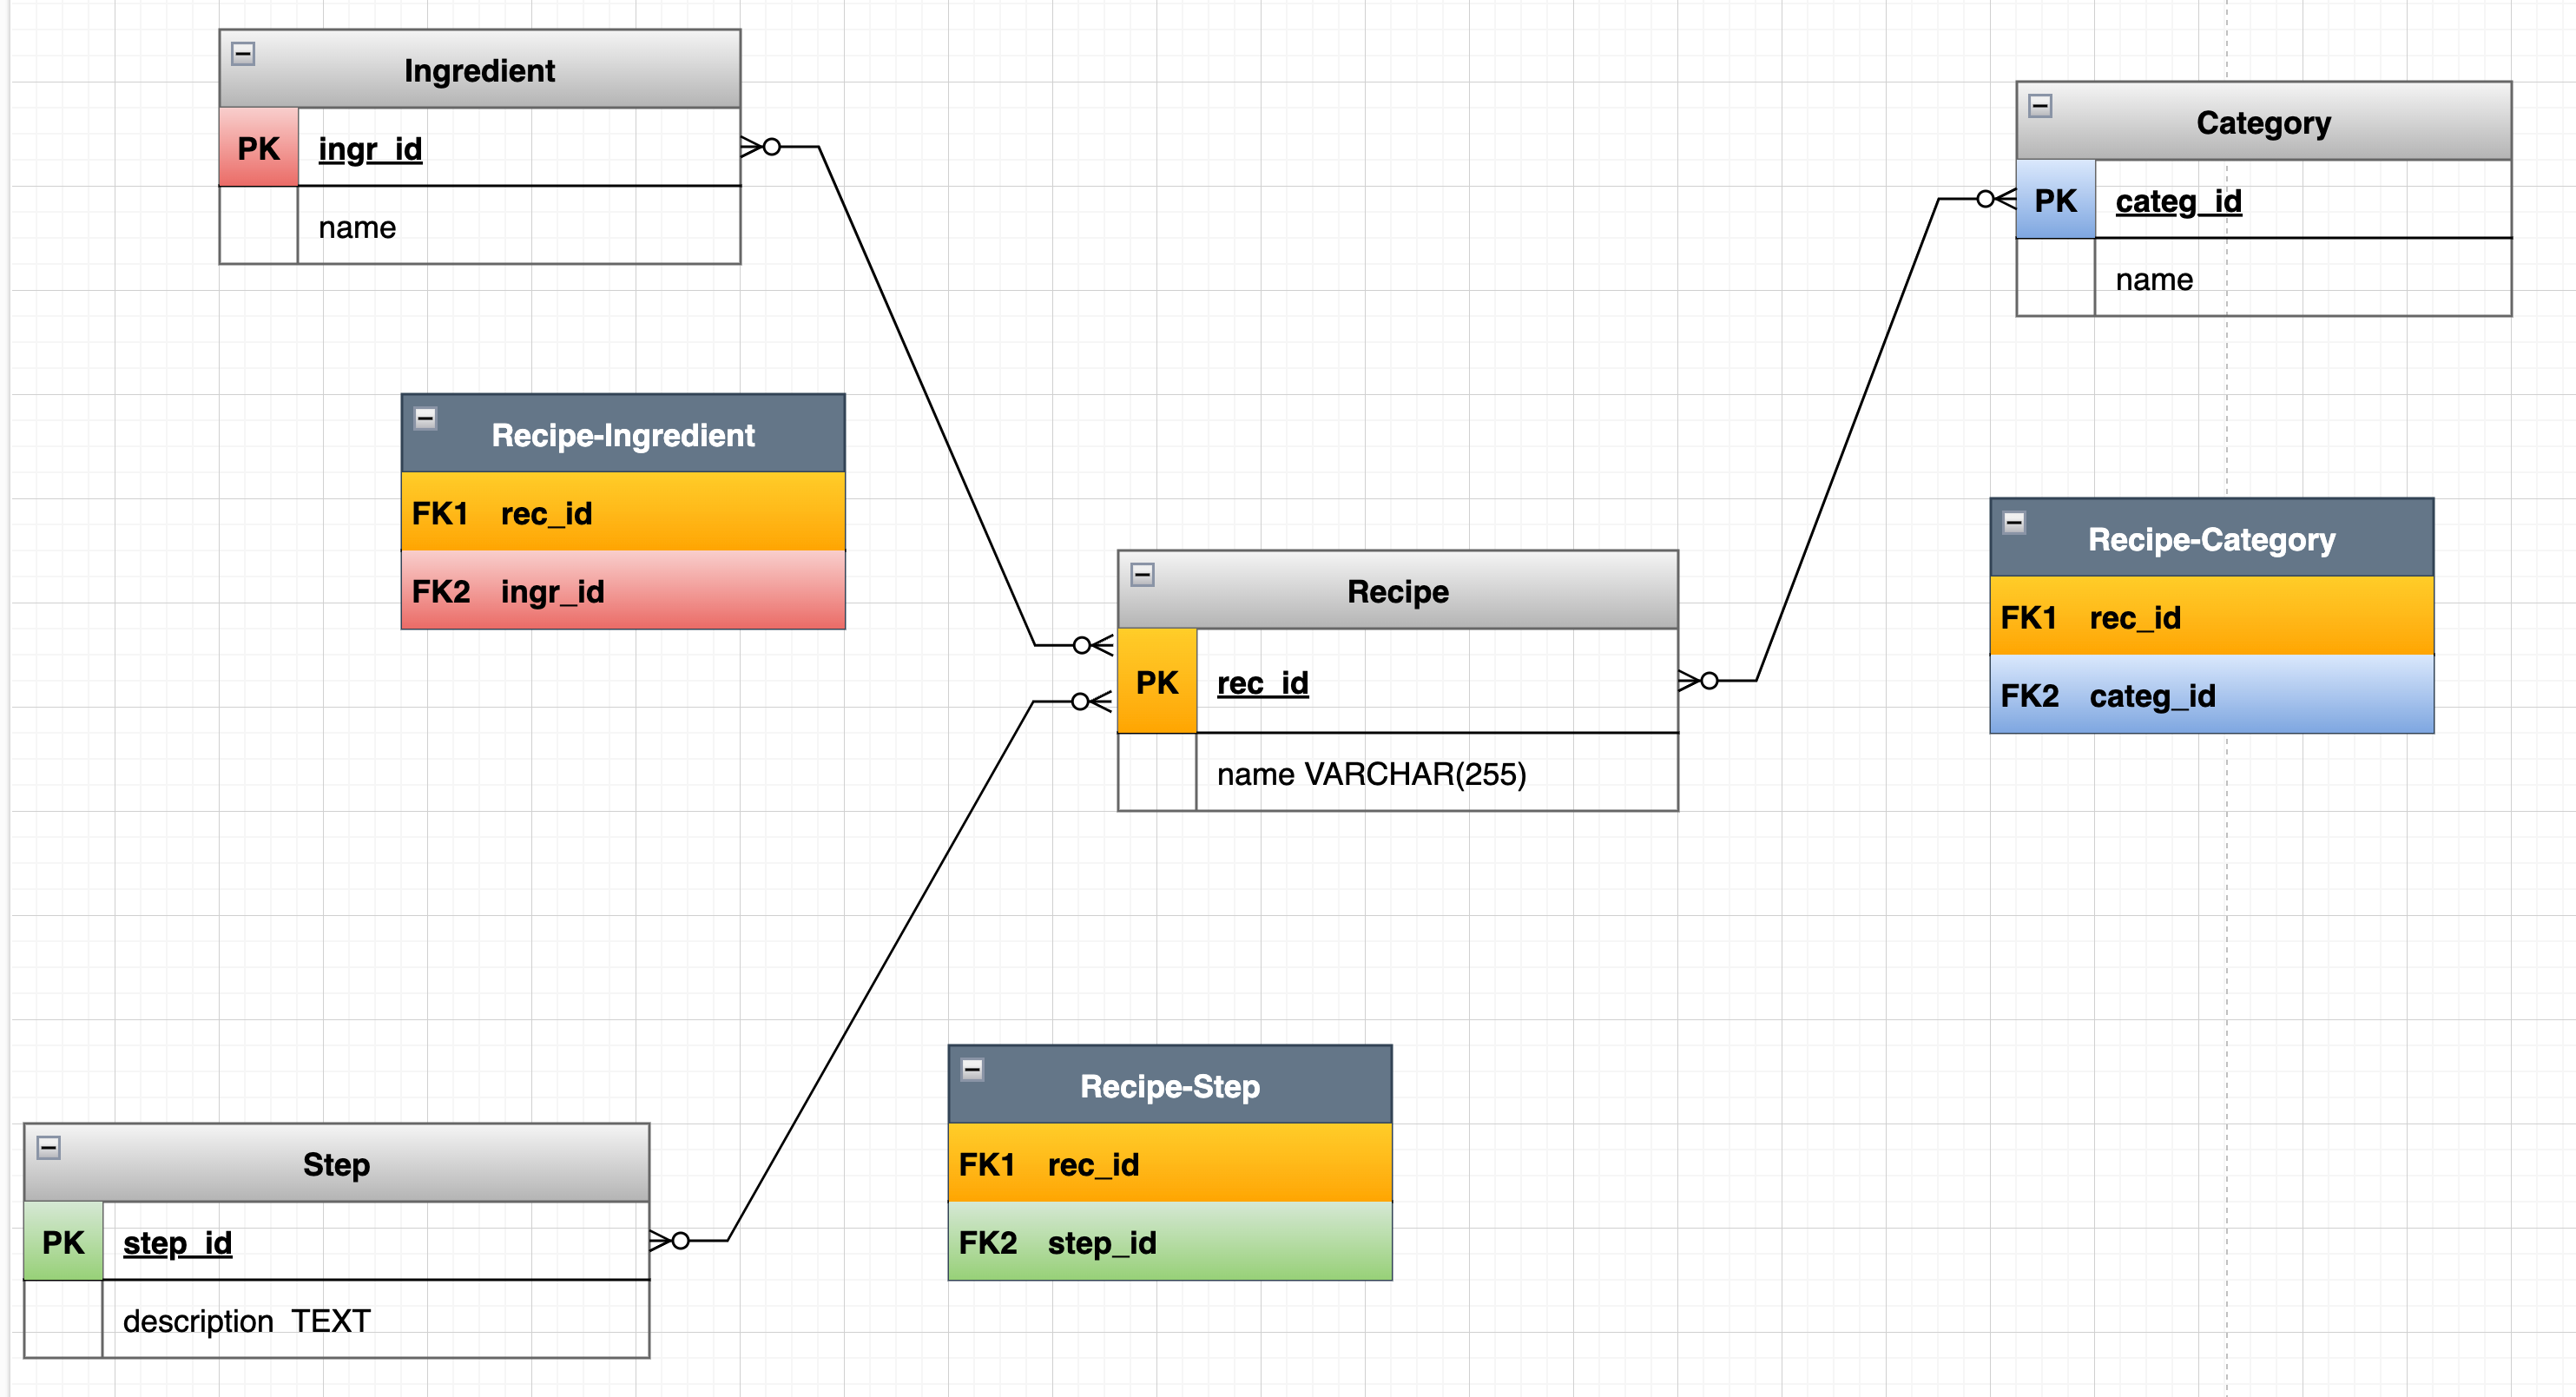 Ingredient
PK ingr_id
name
Category
PK categ_id
name
Recipe-Ingredient
FK1 rec_id
FK2 ingr_id
Recipe
PK rec_id
name VARCHAR(255)
Recipe-Category
FK1 rec_id
FK2 categ_id
Recipe-Step
FK1 rec_id
FK2 step_id
Step
PK step_id
description TEXT